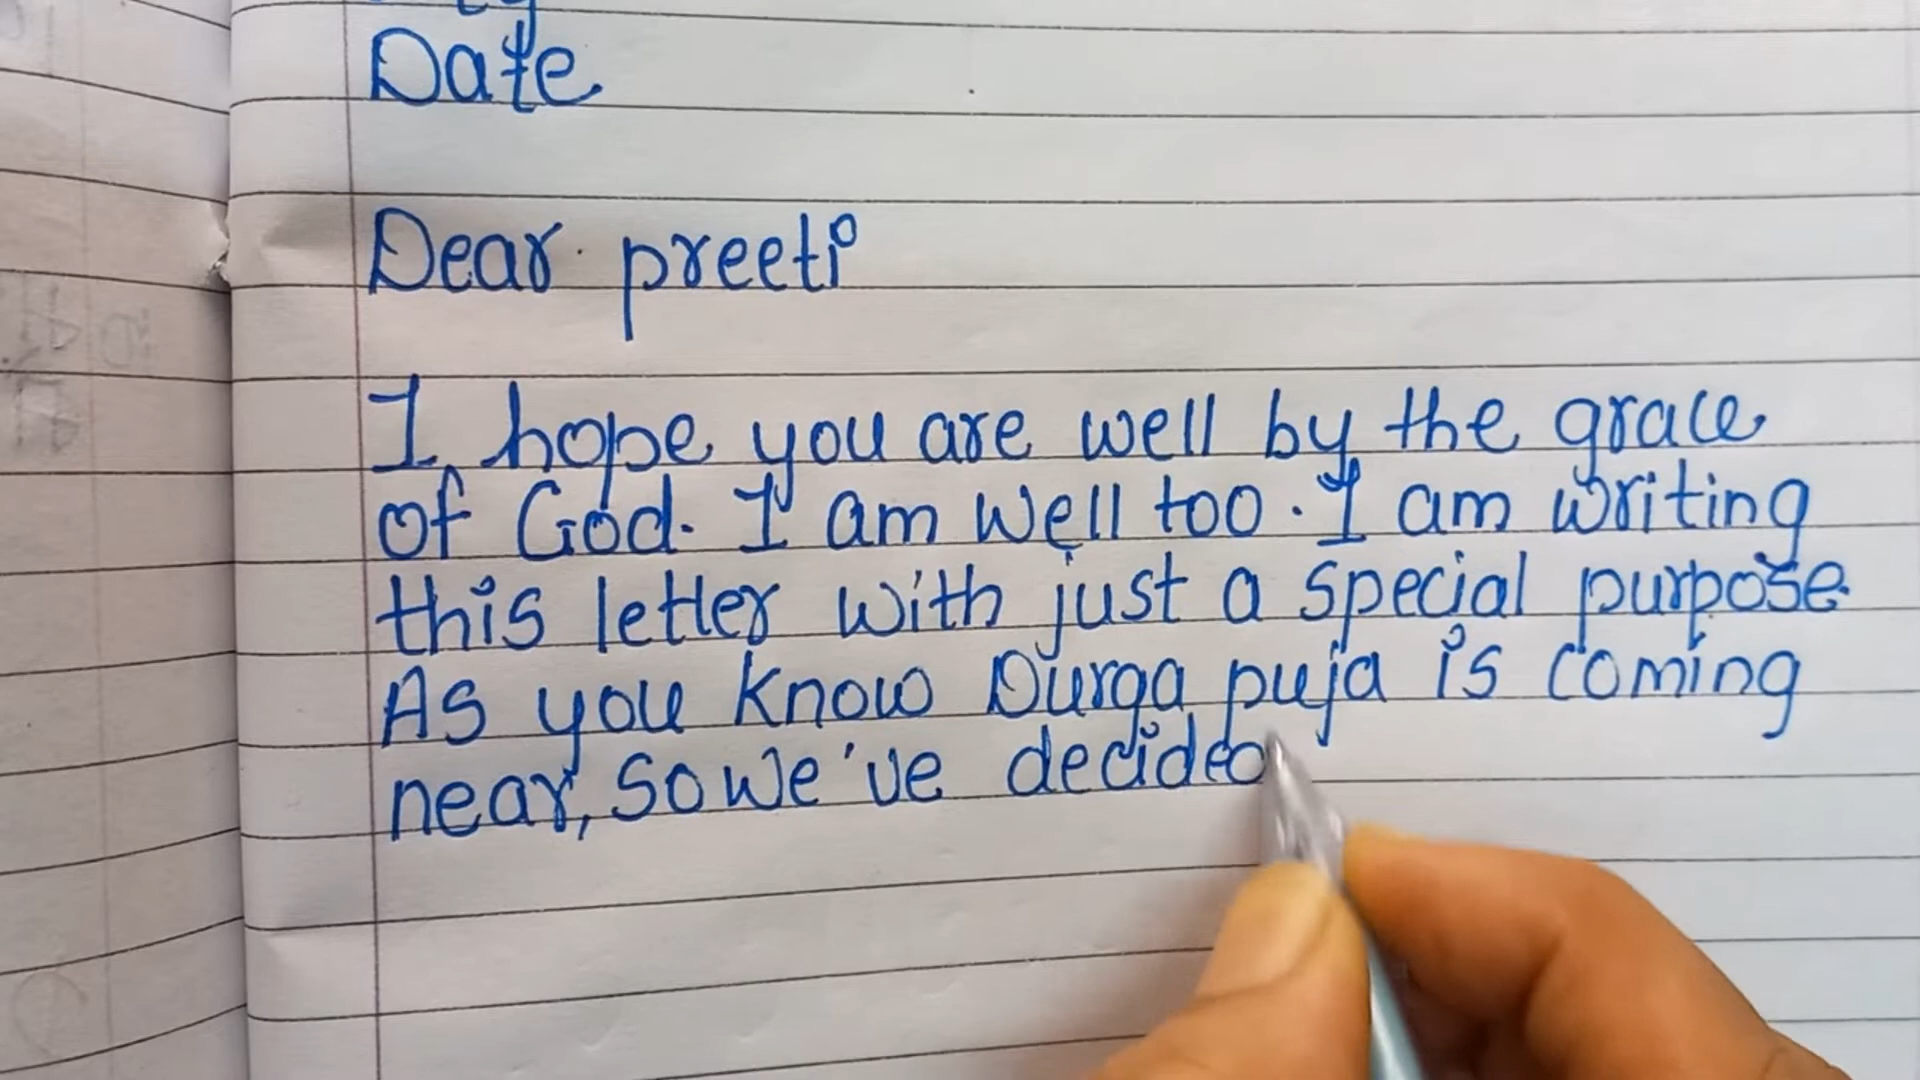 Date
Dear preeti
I hope you are well by the grace
of God. I am well too. I am writing
this letter with just a special purpose.
As you know Durga puja is coming
near, so we've decided